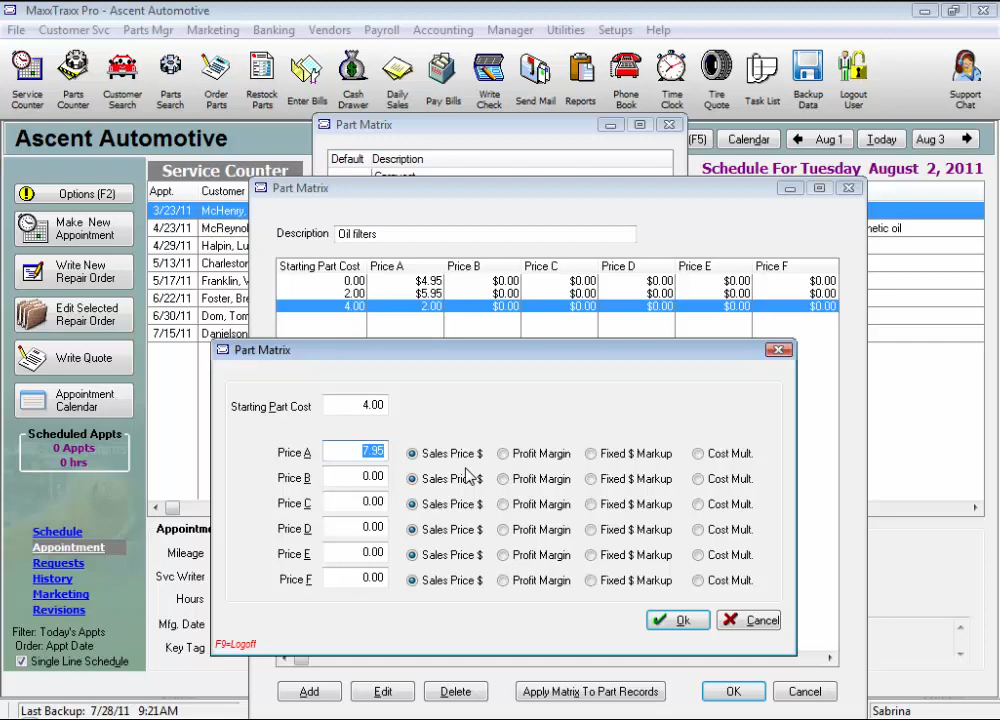 MaxxTraxx Pro - Ascent Automotive
File Customer Svc Parts Mgr Marketing Banking Vendors Payroll Accounting Manager Utilities Setups Help
Service Counter
Parts Counter
Customer Search
Parts Search
Order Parts
Restock Parts
Enter Bills
Cash Drawer
Daily Sales
Pay Bills
Write Check
Send Mail
Reports
Phone Book
Time Clock
Tire Quote
Task List
Backup Data
Logout User
Support Chat
Ascent Automotive
Part Matrix
(F5) Calendar Aug 1 Today Aug 3
Default Description
Service Counter
Schedule For Tuesday August 2, 2011
Options (F2)
Make New Appointment
Write New Repair Order
Edit Selected Repair Order
Write Quote
Appointment Calendar
Scheduled Appts
0 Appts
0 hrs
Schedule
Appointment
Requests
History
Marketing
Revisions
Filter: Today's Appts
Order: Appt Date
Single Line Schedule
Appt. Customer
3/23/11 McHenry,
4/23/11 McReyno
4/29/11 Halpin, Lu
5/13/11 Charleston
5/17/11 Franklin, V
6/22/11 Foster, Bre
6/30/11 Dom, Tom
7/15/11 Danielson
netic oil
Appointme
Mileage
Svc Writer
Hours
Mfg. Date
Key Tag
Part Matrix
Description Oil filters
Starting Part Cost Price A Price B Price C Price D Price E Price F
0.00 $4.95 $0.00 $0.00 $0.00 $0.00 $0.00
2.00 $5.95 $0.00 $0.00 $0.00 $0.00 $0.00
4.00 2.00 $0.00 $0.00 $0.00 $0.00 $0.00
Part Matrix
Starting Part Cost 4.00
Price A 7.95 Sales Price $ Profit Margin Fixed $ Markup Cost Mult.
Price B 0.00 Sales Price $ Profit Margin Fixed $ Markup Cost Mult.
Price C 0.00 Sales Price $ Profit Margin Fixed $ Markup Cost Mult.
Price D 0.00 Sales Price $ Profit Margin Fixed $ Markup Cost Mult.
Price E 0.00 Sales Price $ Profit Margin Fixed $ Markup Cost Mult.
Price F 0.00 Sales Price $ Profit Margin Fixed $ Markup Cost Mult.
Ok Cancel
F9=Logoff
Add Edit Delete Apply Matrix To Part Records OK Cancel
Last Backup: 7/28/11 9:21AM
Sabrina